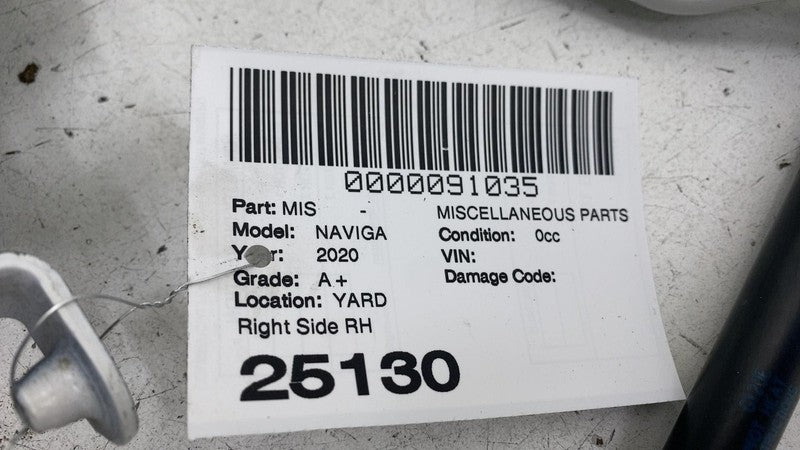 0000091035
Part: MIS - MISCELLANEOUS PARTS
Model: NAVIGA Condition: 0cc
Year: 2020 VIN:
Grade: A+ Damage Code:
Location: YARD
Right Side RH
25130